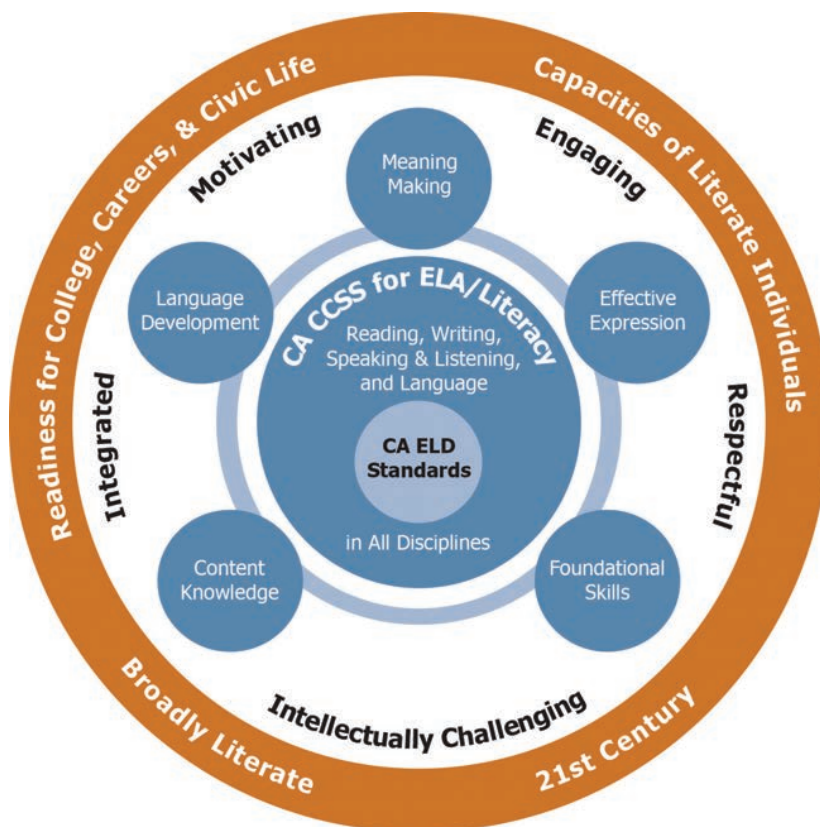 Readiness for College, Careers, & Civic Life
Capacities of Literate Individuals
Motivating
Engaging
Meaning
Making
Language
Development
Effective
Expression
CA CCSS for ELA/Literacy
Reading, Writing,
Speaking & Listening,
and Language
CA ELD
Standards
in All Disciplines
Integrated
Respectful
Content
Knowledge
Foundational
Skills
Intellectually Challenging
Broadly Literate
21st Century